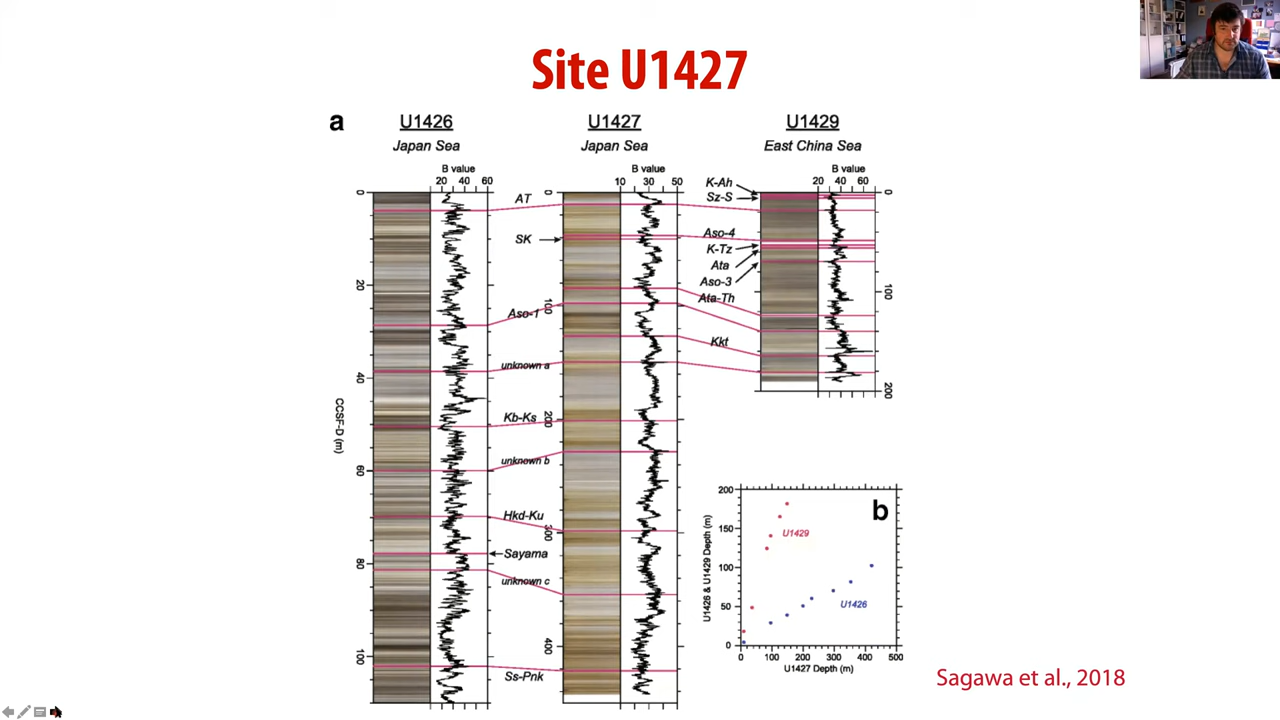 Site U1427
a
U1426
Japan Sea
U1427
Japan Sea
U1429
East China Sea
B value
20 40 60
B value
10 30 50
B value
20 40 60
CCSF-D (m)
0
20
40
60
80
100
0
100
200
300
400
0
100
200
AT
SK
Aso-1
unknown a
Kb-Ks
unknown b
Hkd-Ku
Sayama
unknown c
Ss-Pnk
K-Ah
Sz-S
Aso-4
K-Tz
Ata
Aso-3
Ata-Th
Kkt
b
U1426 & U1429 Depth (m)
200
150
100
50
0
U1429
U1426
0 100 200 300 400 500
U1427 Depth (m)
Sagawa et al., 2018